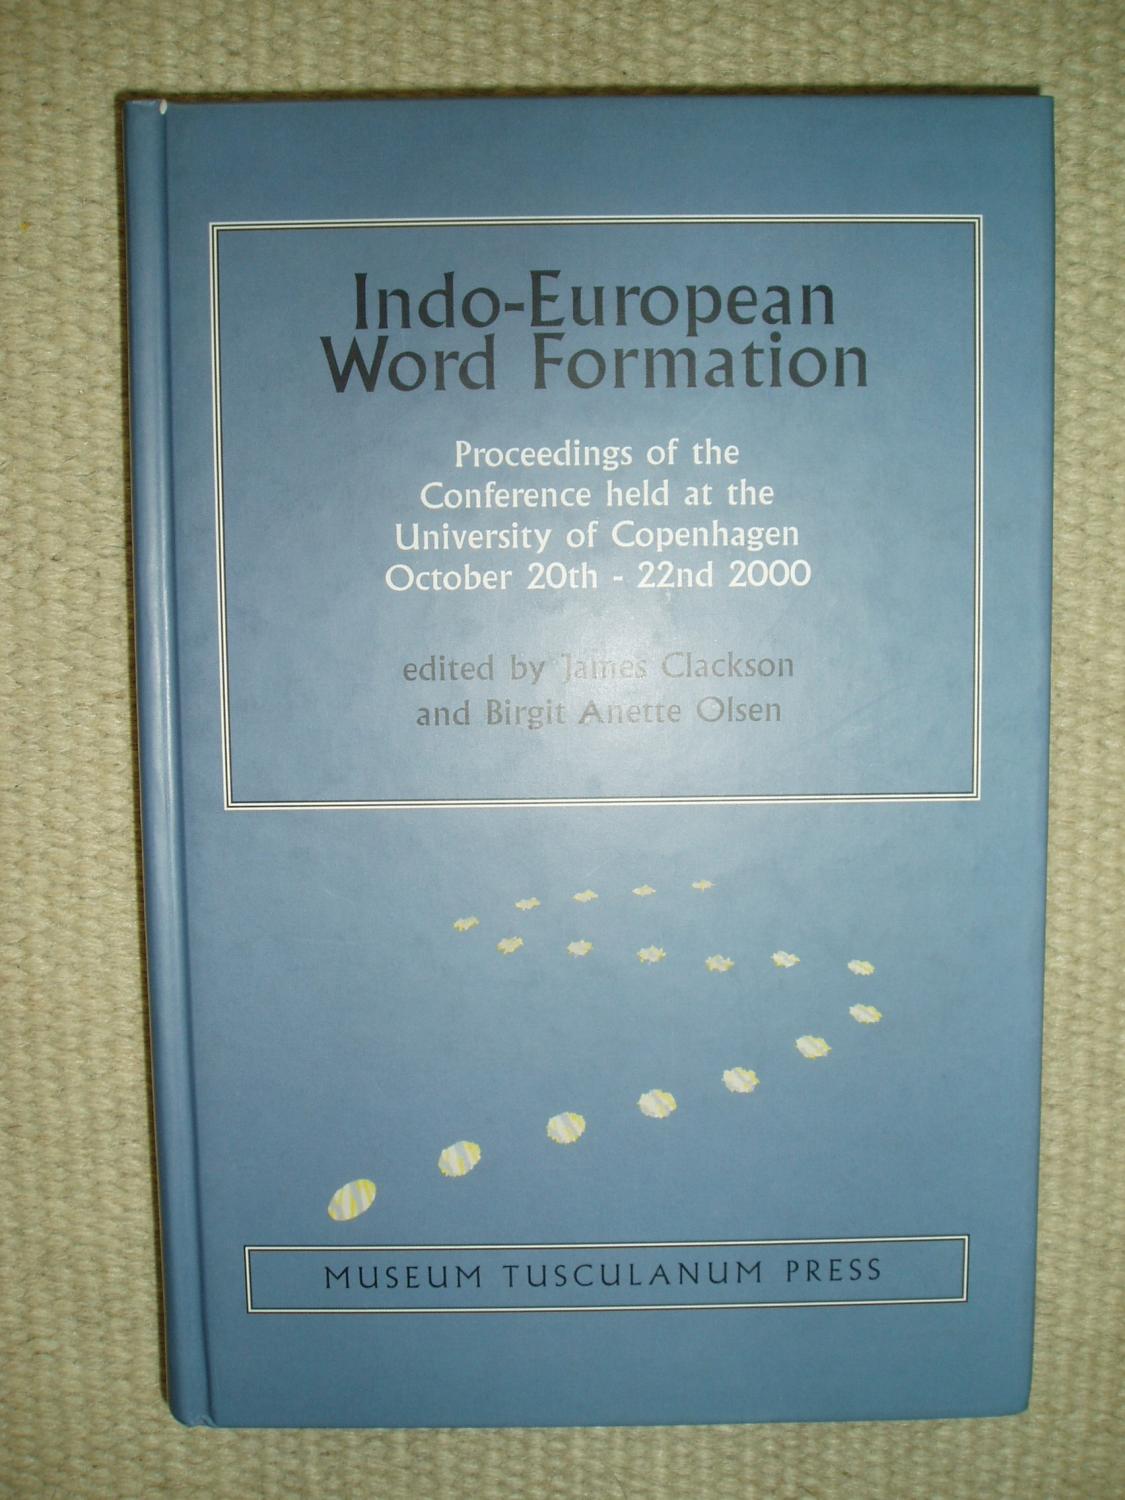 Indo-European
Word Formation
Proceedings of the
Conference held at the
University of Copenhagen
October 20th - 22nd 2000
edited by James Clackson
and Birgit Anette Olsen
MUSEUM TUSCULANUM PRESS